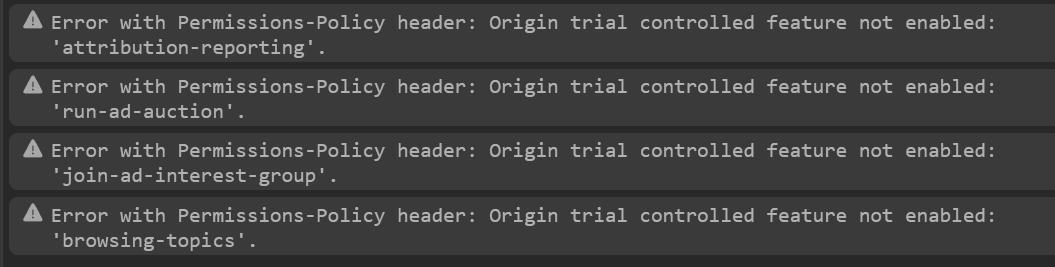 Error with Permissions-Policy header: Origin trial controlled feature not enabled:
'attribution-reporting'.
Error with Permissions-Policy header: Origin trial controlled feature not enabled:
'run-ad-auction'.
Error with Permissions-Policy header: Origin trial controlled feature not enabled:
'join-ad-interest-group'.
Error with Permissions-Policy header: Origin trial controlled feature not enabled:
'browsing-topics'.